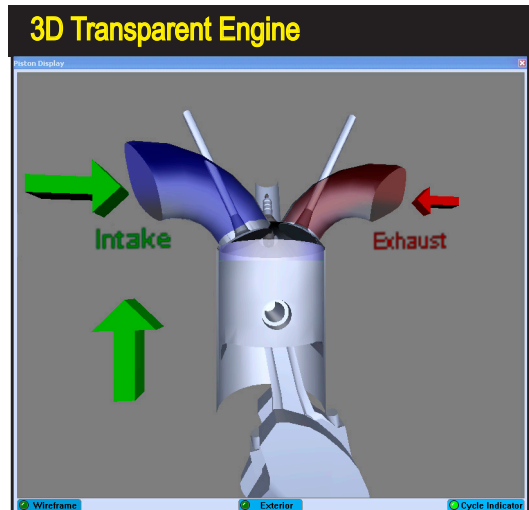 3D Transparent Engine
Piston Display
Intake
Exhaust
Wireframe
Exterior
Cycle Indicator